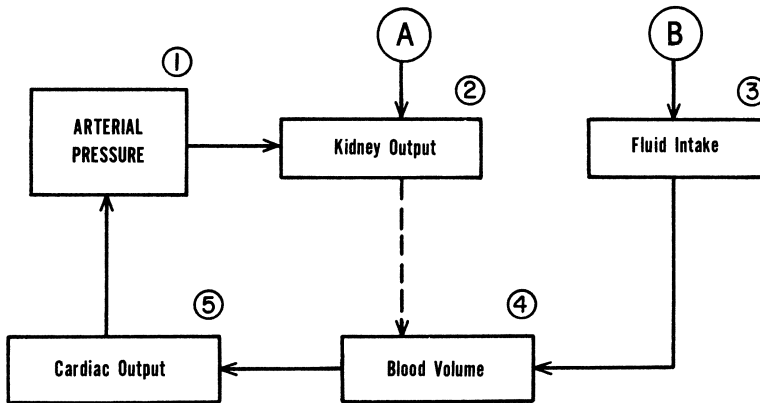 A
B
①
②
③
ARTERIAL
PRESSURE
Kidney Output
Fluid Intake
⑤
④
Cardiac Output
Blood Volume